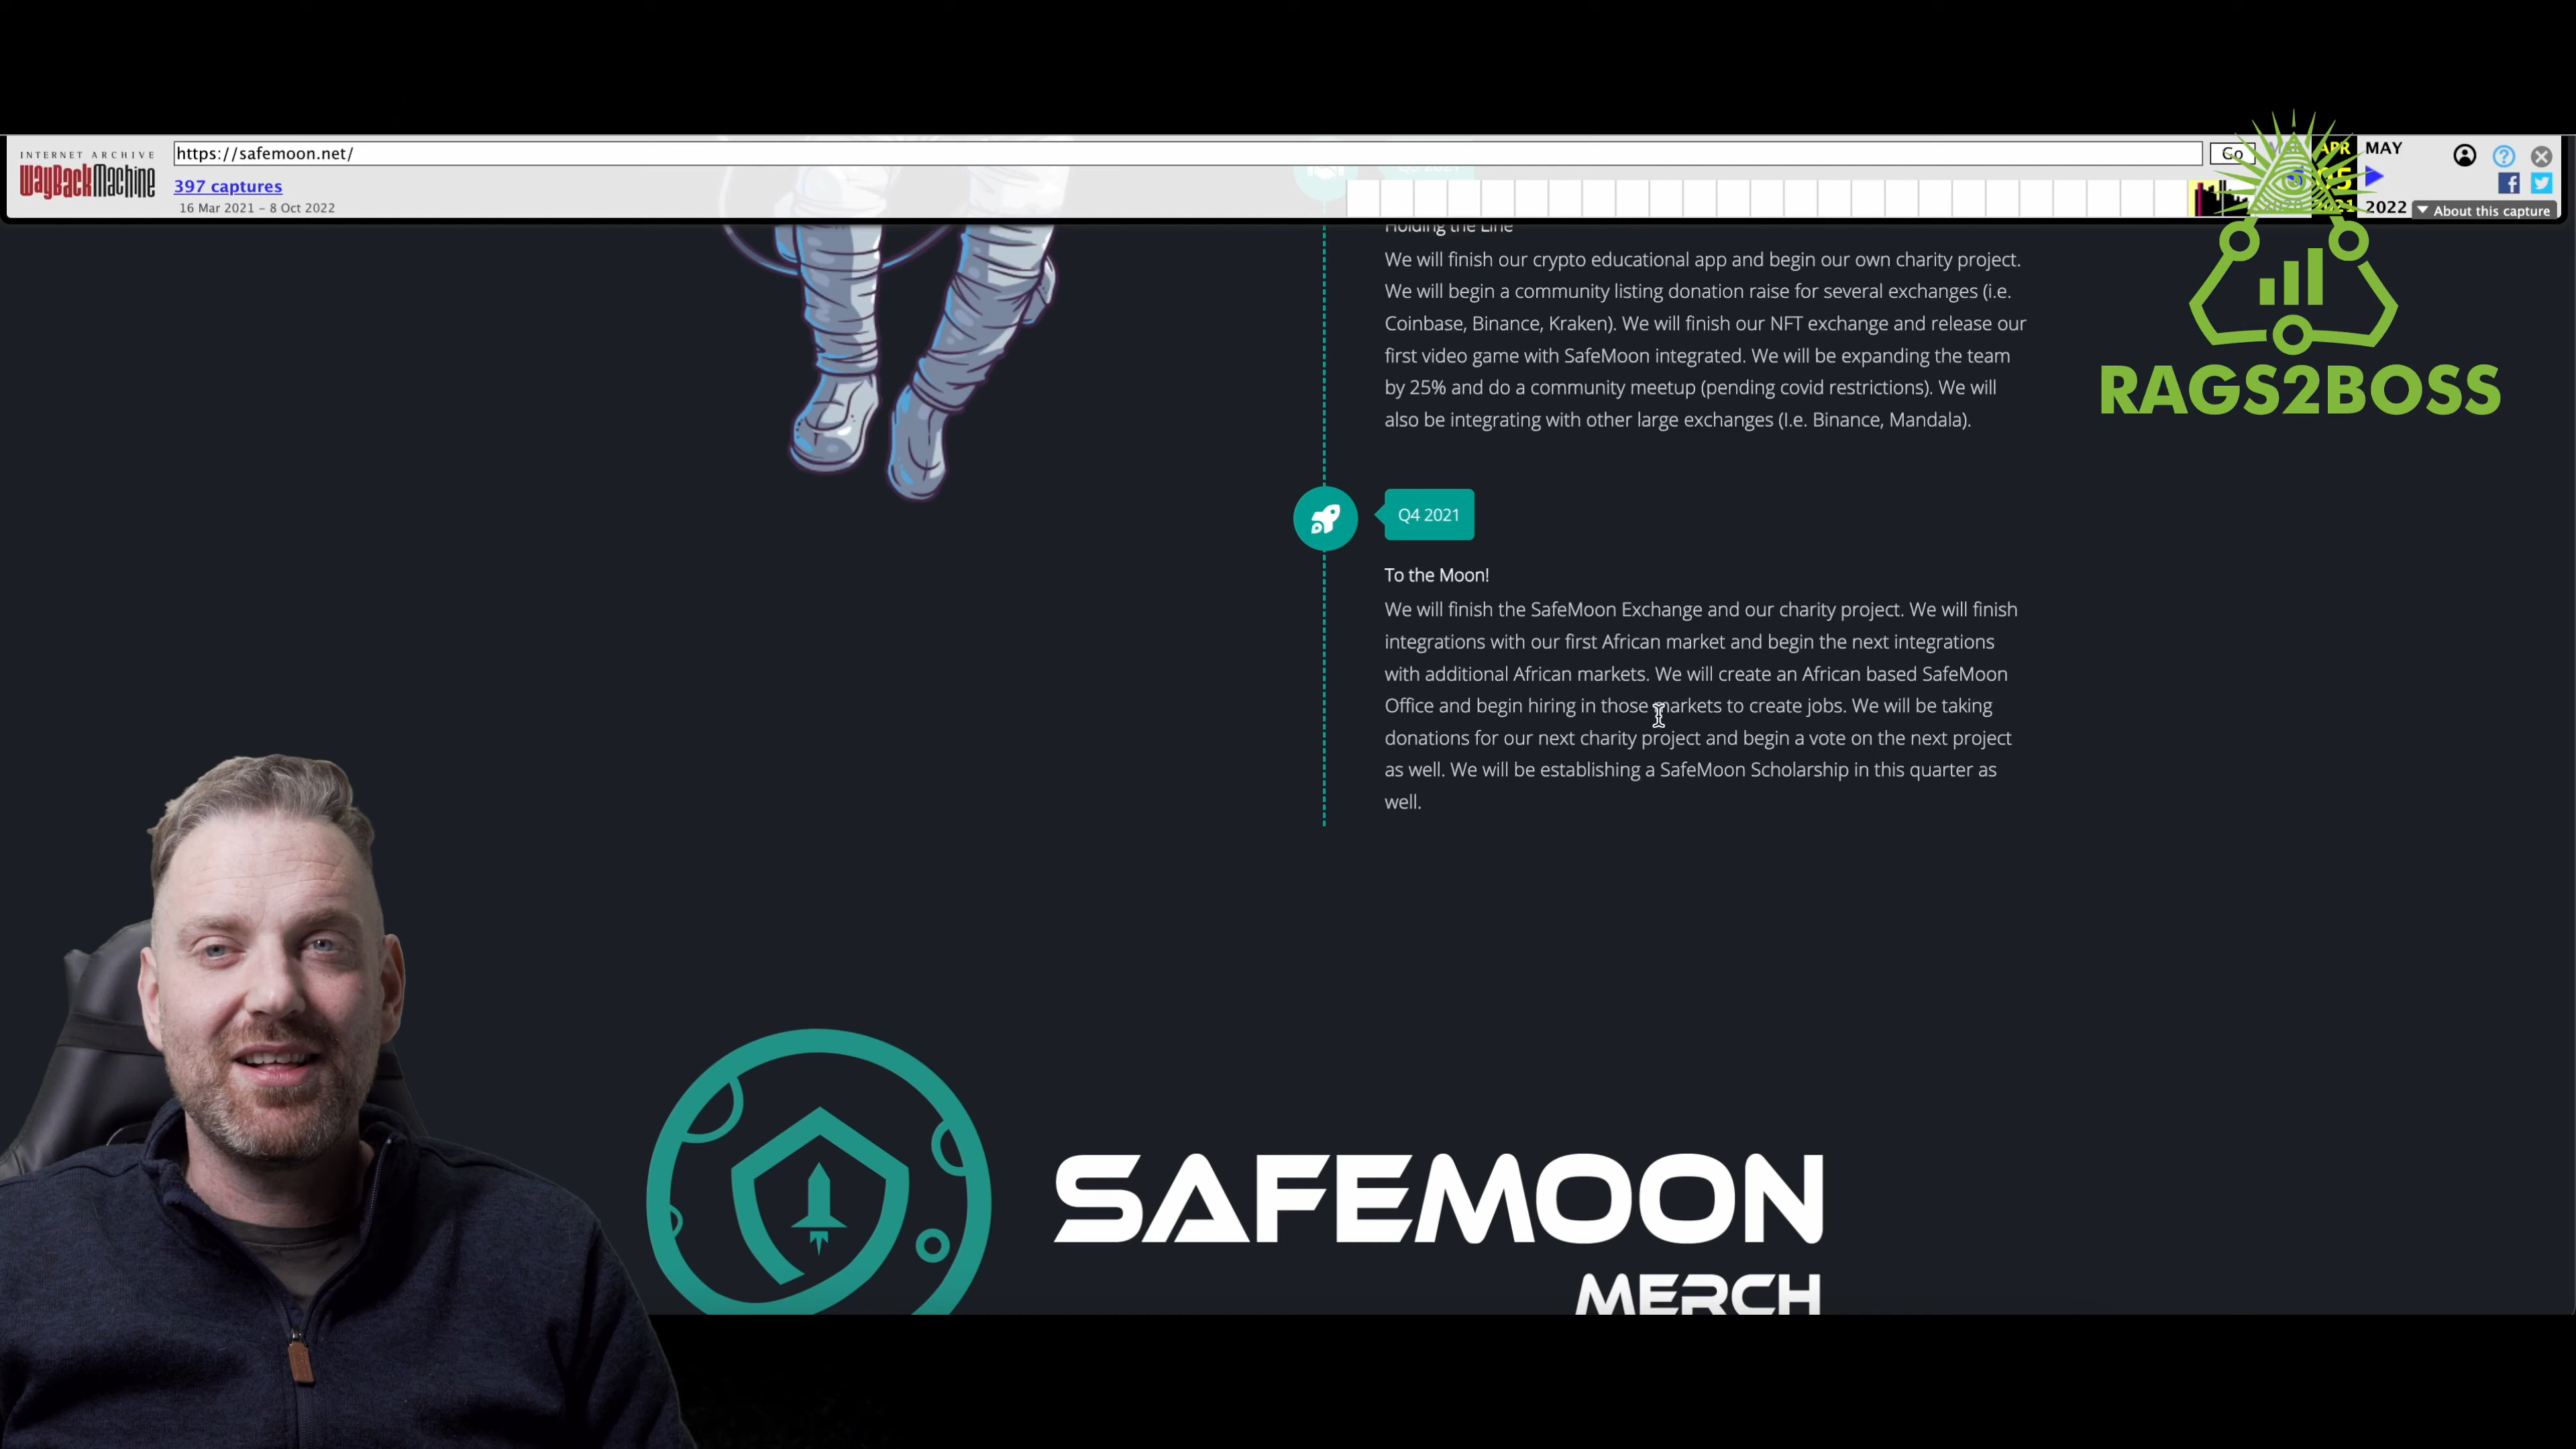 INTERNET ARCHIVE
WayBackMachine
https://safemoon.net/
Go
APR
MAY
397 captures
05
16 Mar 2021 – 8 Oct 2022
2021
2022
About this capture
Holding the Line
We will finish our crypto educational app and begin our own charity project.
We will begin a community listing donation raise for several exchanges (i.e.
Coinbase, Binance, Kraken). We will finish our NFT exchange and release our
first video game with SafeMoon integrated. We will be expanding the team
by 25% and do a community meetup (pending covid restrictions). We will
also be integrating with other large exchanges (I.e. Binance, Mandala).
RAGS2BOSS
Q4 2021
To the Moon!
We will finish the SafeMoon Exchange and our charity project. We will finish
integrations with our first African market and begin the next integrations
with additional African markets. We will create an African based SafeMoon
Office and begin hiring in those markets to create jobs. We will be taking
donations for our next charity project and begin a vote on the next project
as well. We will be establishing a SafeMoon Scholarship in this quarter as
well.
SAFEMOON
MERCH